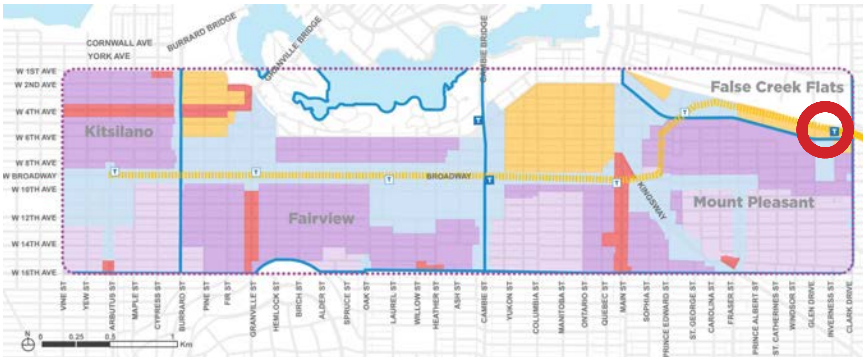 CORNWALL AVE
YORK AVE
BURRARD BRIDGE
GRANVILLE BRIDGE
CAMBIE BRIDGE
W 1ST AVE
W 2ND AVE
W 4TH AVE
W 6TH AVE
W 8TH AVE
W BROADWAY
W 10TH AVE
W 12TH AVE
W 14TH AVE
W 16TH AVE
False Creek Flats
Kitsilano
T
T
T
T
T
T
T
T
BROADWAY
KINGSWAY
Fairview
Mount Pleasant
VINE ST
YEW ST
ARBUTUS ST
MAPLE ST
CYPRESS ST
BURRARD ST
PINE ST
FIR ST
GRANVILLE ST
HEMLOCK ST
BIRCH ST
ALDER ST
SPRUCE ST
OAK ST
LAUREL ST
WILLOW ST
HEATHER ST
ASH ST
CAMBIE ST
YUKON ST
COLUMBIA ST
MANITOBA ST
ONTARIO ST
QUEBEC ST
MAIN ST
SOPHIA ST
PRINCE EDWARD ST
ST. GEORGE ST
CAROLINA ST
FRASER ST
PRINCE ALBERT ST
ST. CATHERINES ST
WINDSOR ST
GLEN DRIVE
INVERNESS ST
CLARK DRIVE
N
0 0.25 0.5 1
Km